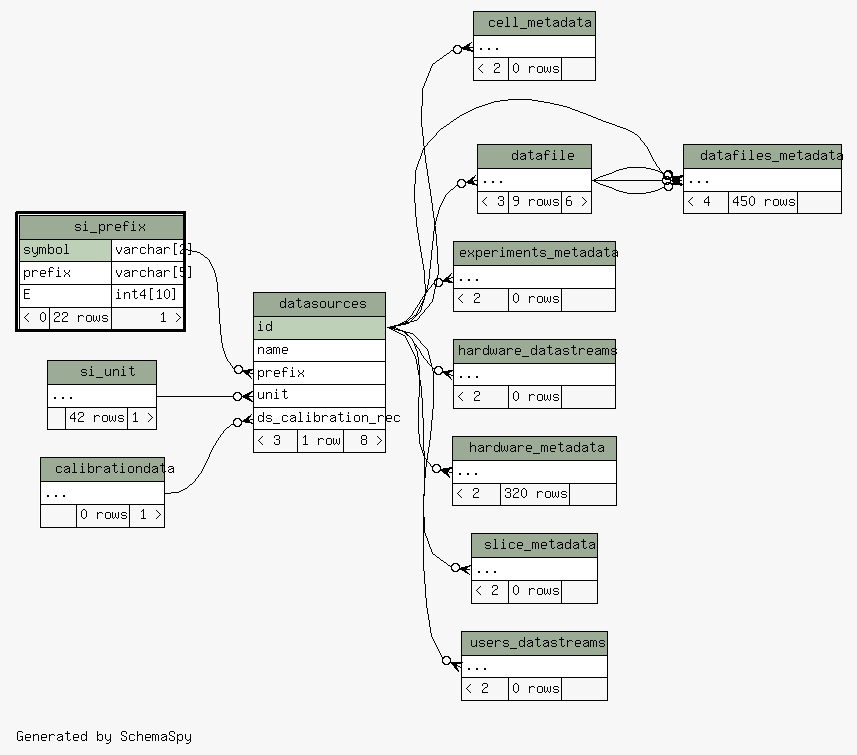 cell_metadata
...
< 2 0 rows
datafile
...
< 3 9 rows 6 >
datafiles_metadata
...
< 4 450 rows
si_prefix
symbol varchar[2]
prefix varchar[5]
E int4[10]
< 0 22 rows 1 >
experiments_metadata
...
< 2 0 rows
datasources
id
name
prefix
unit
ds_calibration_rec
< 3 1 row 8 >
hardware_datastreams
...
< 2 0 rows
si_unit
...
42 rows 1 >
hardware_metadata
...
< 2 320 rows
calibrationdata
...
0 rows 1 >
slice_metadata
...
< 2 0 rows
users_datastreams
...
< 2 0 rows
Generated by SchemaSpy